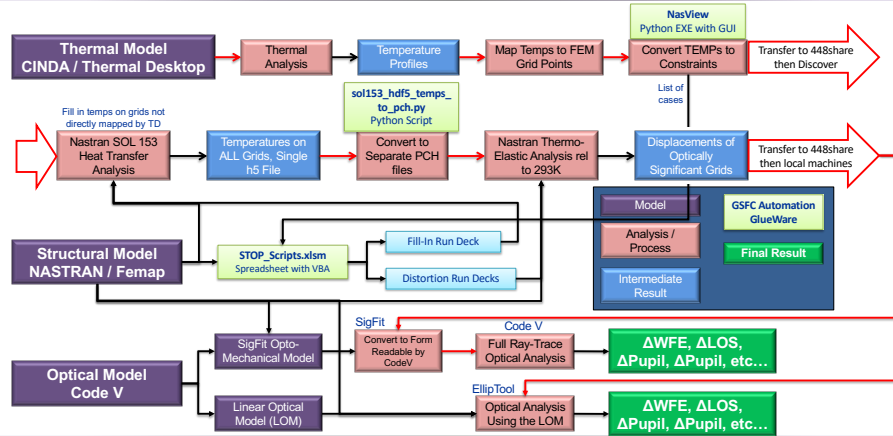 NasView
Python EXE with GUI
Thermal Model
CINDA / Thermal Desktop
Thermal
Analysis
Temperature
Profiles
Map Temps to FEM
Grid Points
Convert TEMPs to
Constraints
Transfer to 448share
then Discover
Fill in temps on grids not
directly mapped by TD
sol153_hdf5_temps_
to_pch.py
Python Script
List of
cases
Nastran SOL 153
Heat Transfer
Analysis
Temperatures on
ALL Grids, Single
h5 File
Convert to
Separate PCH
files
Nastran Thermo-
Elastic Analysis rel
to 293K
Displacements of
Optically
Significant Grids
Transfer to 448share
then local machines
Model
GSFC Automation
GlueWare
Analysis /
Process
Final Result
Intermediate
Result
Structural Model
NASTRAN / Femap
STOP_Scripts.xlsm
Spreadsheet with VBA
Fill-In Run Deck
Distortion Run Decks
SigFit
Code V
SigFit Opto-
Mechanical Model
Convert to Form
Readable by
CodeV
Full Ray-Trace
Optical Analysis
ΔWFE, ΔLOS,
ΔPupil, ΔPupil, etc…
Optical Model
Code V
EllipTool
Linear Optical
Model (LOM)
Optical Analysis
Using the LOM
ΔWFE, ΔLOS,
ΔPupil, ΔPupil, etc…